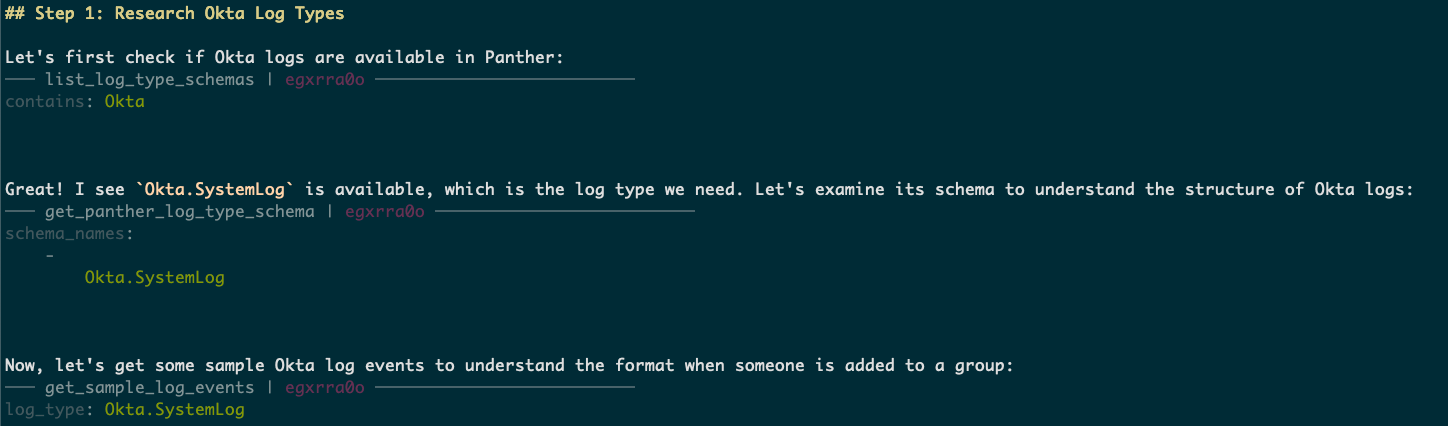 ## Step 1: Research Okta Log Types
Let's first check if Okta logs are available in Panther:
─── list_log_type_schemas | egxrra0o ──────────────────────────
contains: Okta
Great! I see `Okta.SystemLog` is available, which is the log type we need. Let's examine its schema to understand the structure of Okta logs:
─── get_panther_log_type_schema | egxrra0o ──────────────────────────
schema_names:
-
Okta.SystemLog
Now, let's get some sample Okta log events to understand the format when someone is added to a group:
─── get_sample_log_events | egxrra0o ──────────────────────────
log_type: Okta.SystemLog